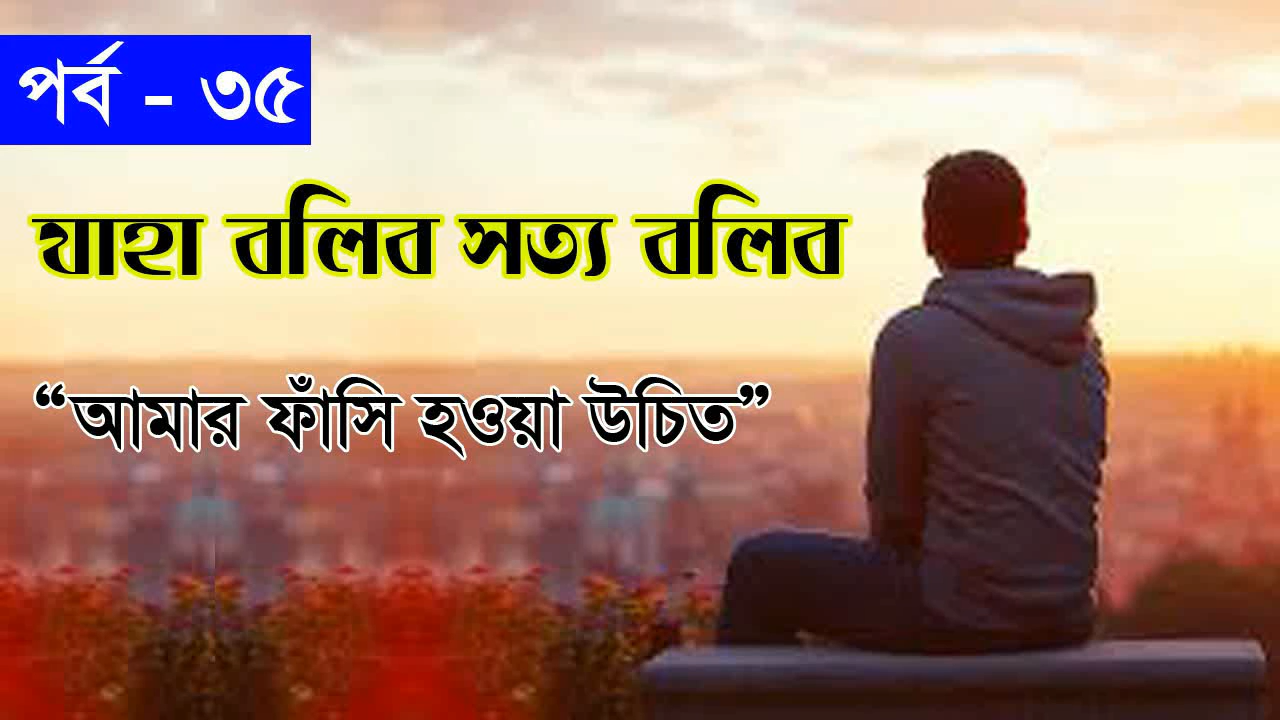 পর্ব - ৩৫
যাহা বলিব সত্য বলিব
“আমার ফাঁসি হওয়া উচিত”